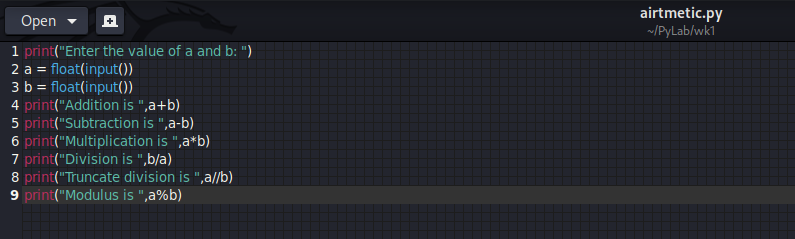 Open
airtmetic.py
~/PyLab/wk1
1 print("Enter the value of a and b: ")
2 a = float(input())
3 b = float(input())
4 print("Addition is ",a+b)
5 print("Subtraction is ",a-b)
6 print("Multiplication is ",a*b)
7 print("Division is ",b/a)
8 print("Truncate division is ",a//b)
9 print("Modulus is ",a%b)